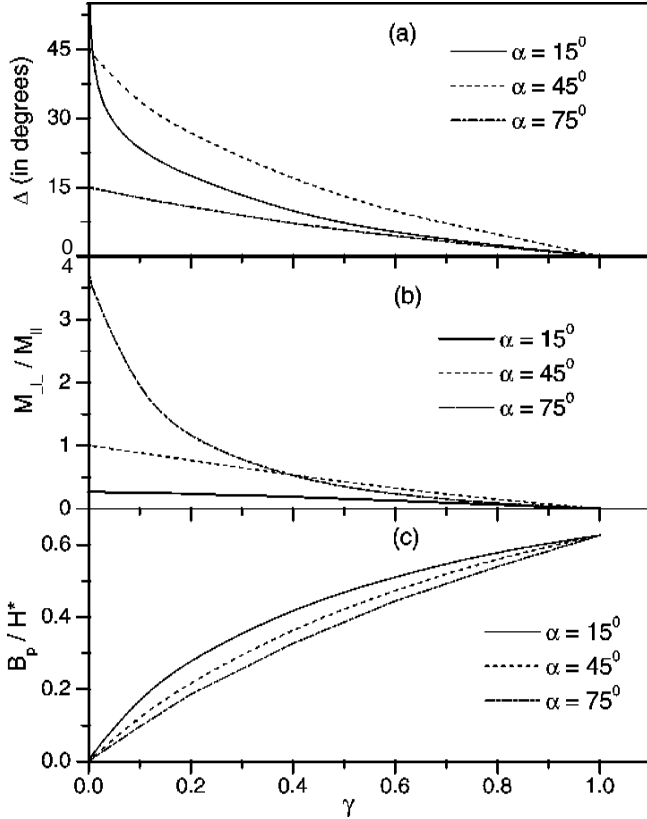 (a)
α = 15⁰
α = 45⁰
α = 75⁰
45
30
15
0
Δ (in degrees)
(b)
α = 15⁰
α = 45⁰
α = 75⁰
4
3
2
1
0
M⊥ / M||
(c)
α = 15⁰
α = 45⁰
α = 75⁰
0.6
0.4
0.2
0.0
Bₚ / H*
0.0 0.2 0.4 0.6 0.8 1.0
γ